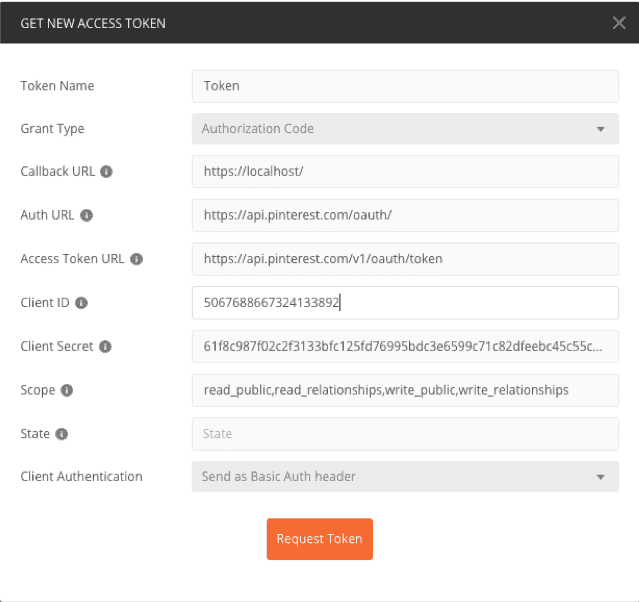 GET NEW ACCESS TOKEN
Token Name Token
Grant Type Authorization Code
Callback URL https://localhost/
Auth URL https://api.pinterest.com/oauth/
Access Token URL https://api.pinterest.com/v1/oauth/token
Client ID 5067688667324133892
Client Secret 61f8c987f02c2f3133bfc125fd76995bdc3e6599c71c82dfeebc45c55c...
Scope read_public,read_relationships,write_public,write_relationships
State State
Client Authentication Send as Basic Auth header
Request Token